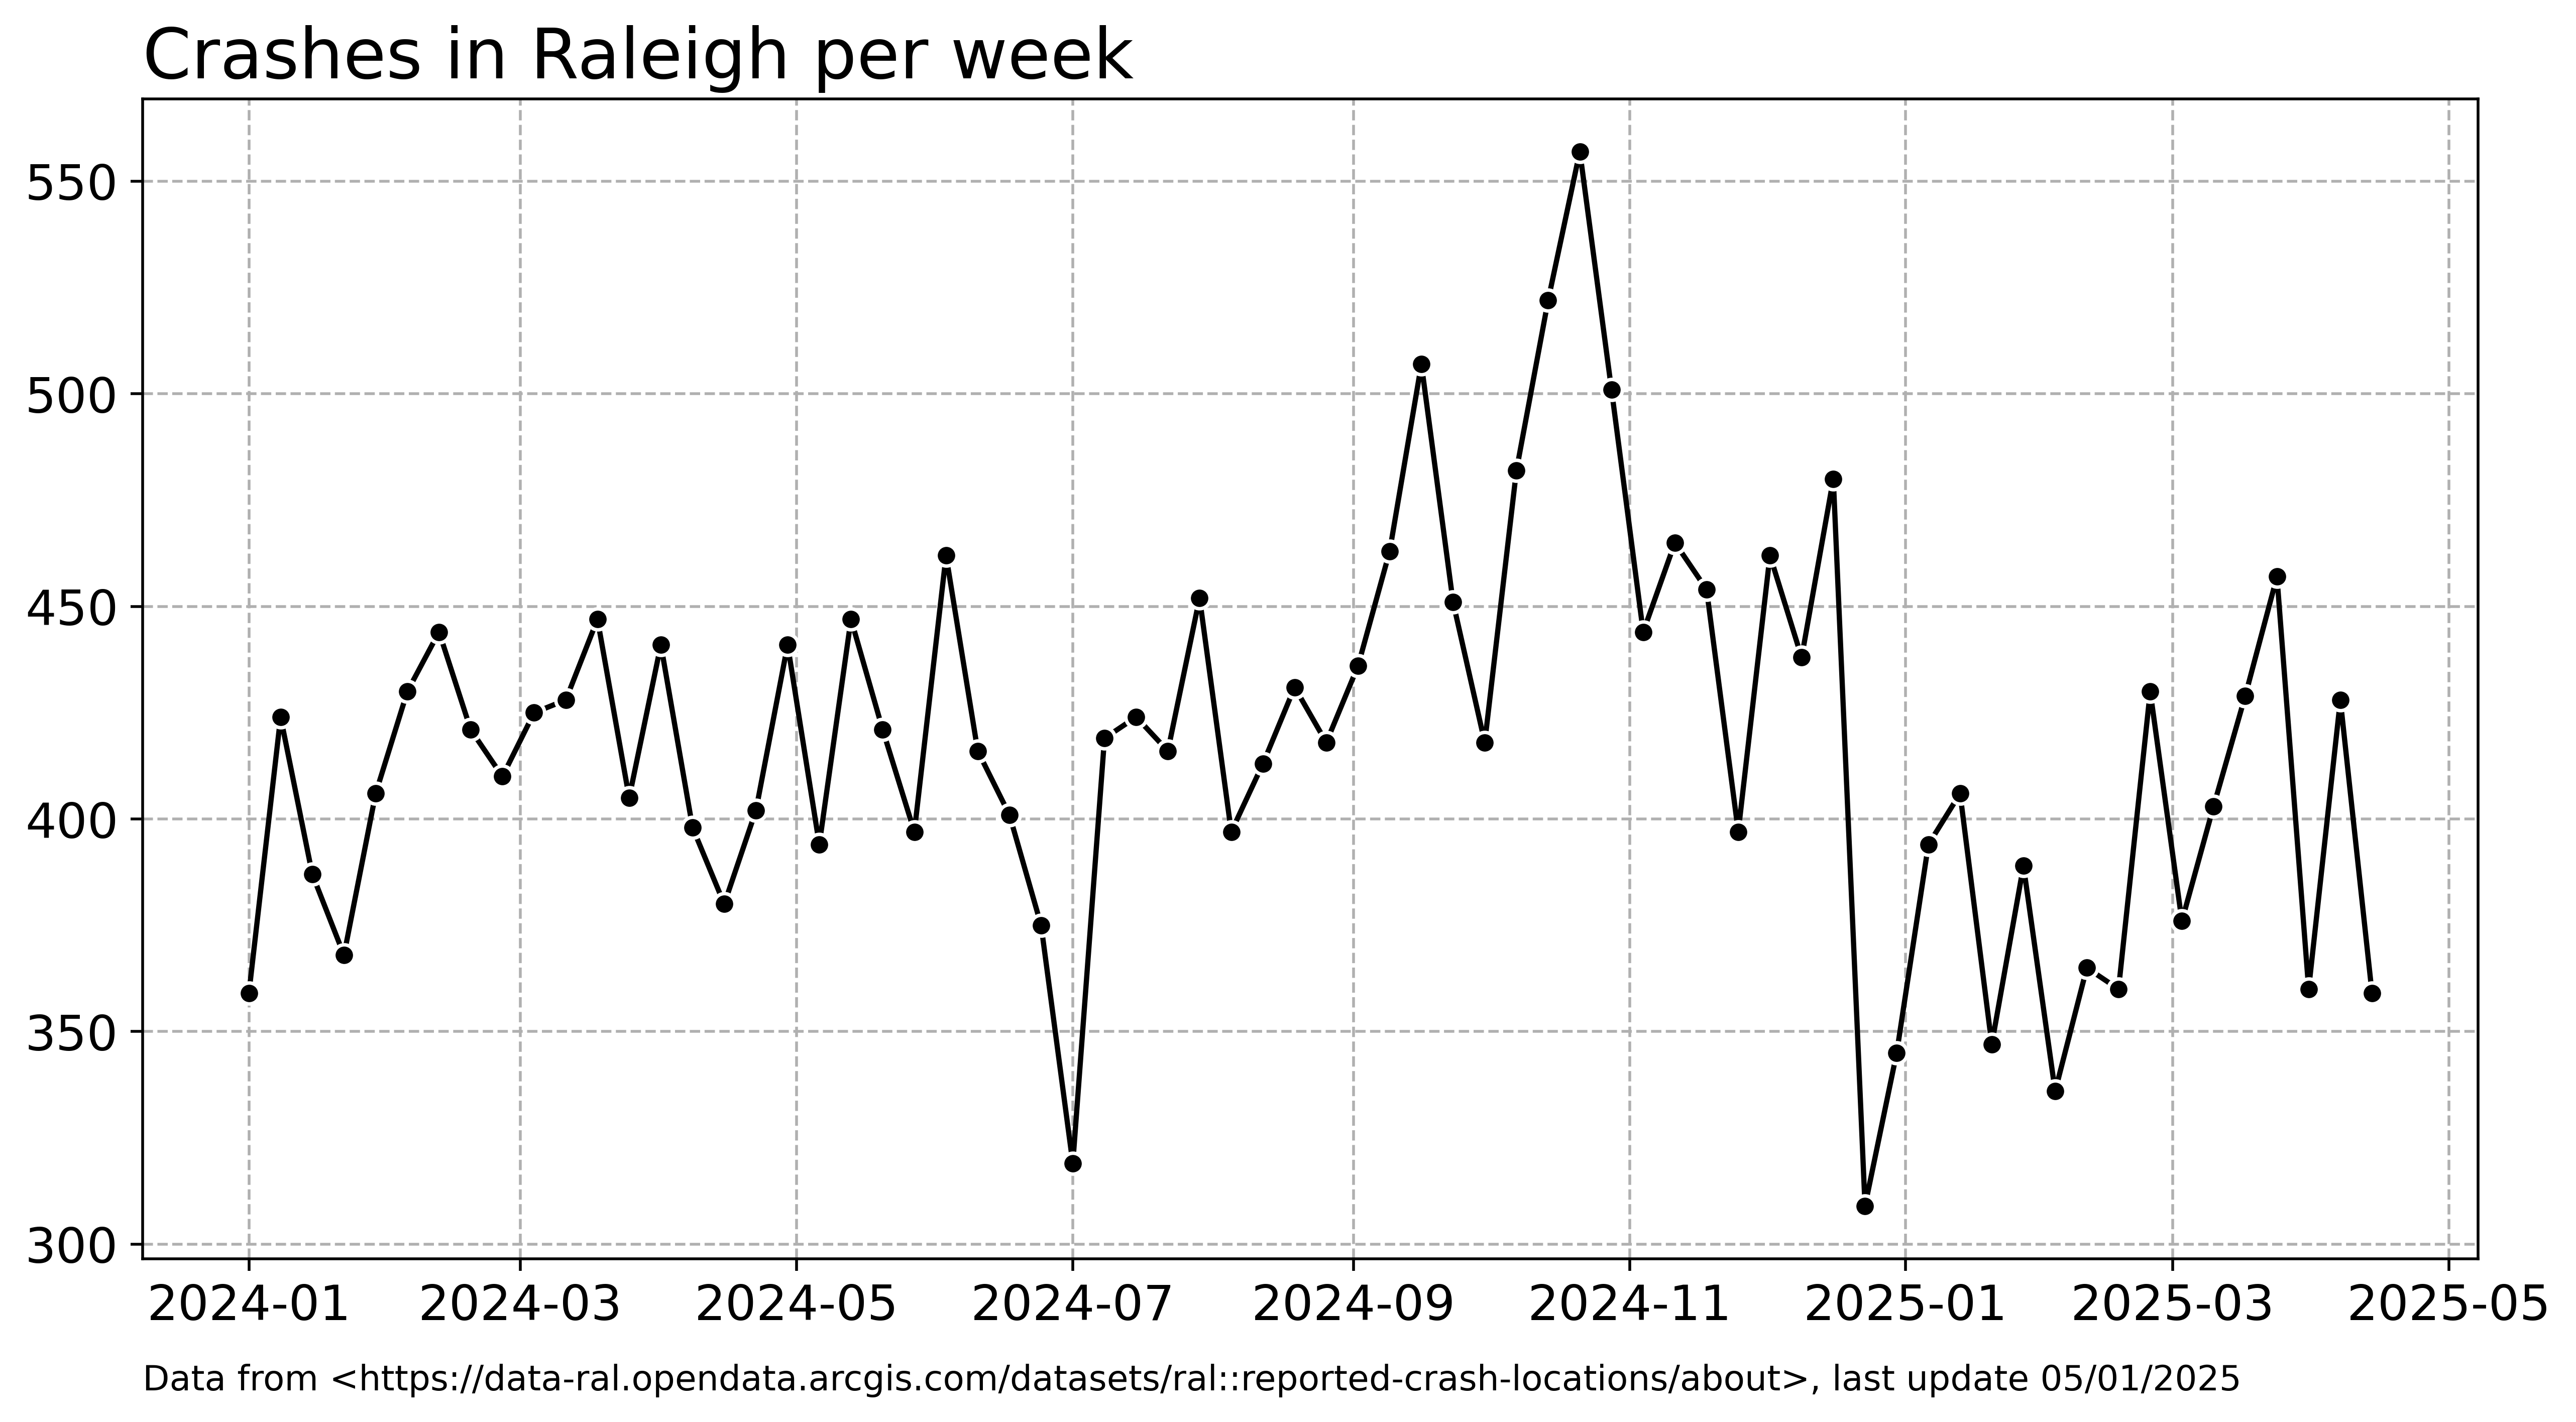 Crashes in Raleigh per week
550
500
450
400
350
300
2024-01 2024-03 2024-05 2024-07 2024-09 2024-11 2025-01 2025-03 2025-05
Data from <https://data-ral.opendata.arcgis.com/datasets/ral::reported-crash-locations/about>, last update 05/01/2025